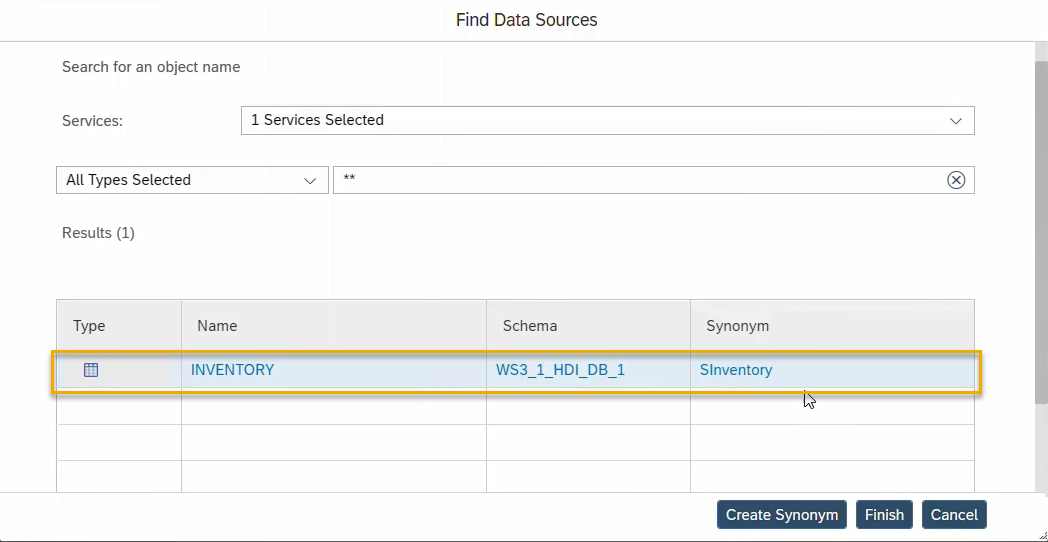 Find Data Sources
Search for an object name
Services: 1 Services Selected
All Types Selected **
Results (1)
Type Name Schema Synonym
INVENTORY WS3_1_HDI_DB_1 SInventory
Create Synonym Finish Cancel